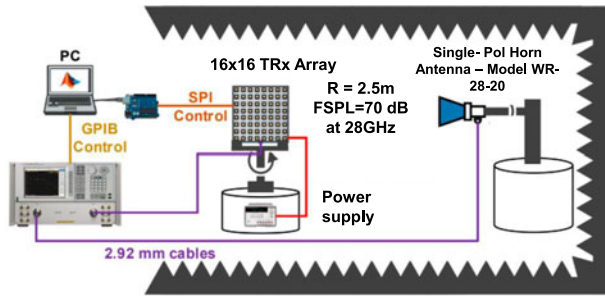 PC
16x16 TRx Array
SPI
Control
GPIB
Control
R = 2.5m
FSPL=70 dB
at 28GHz
Single- Pol Horn
Antenna – Model WR-
28-20
Power
supply
2.92 mm cables